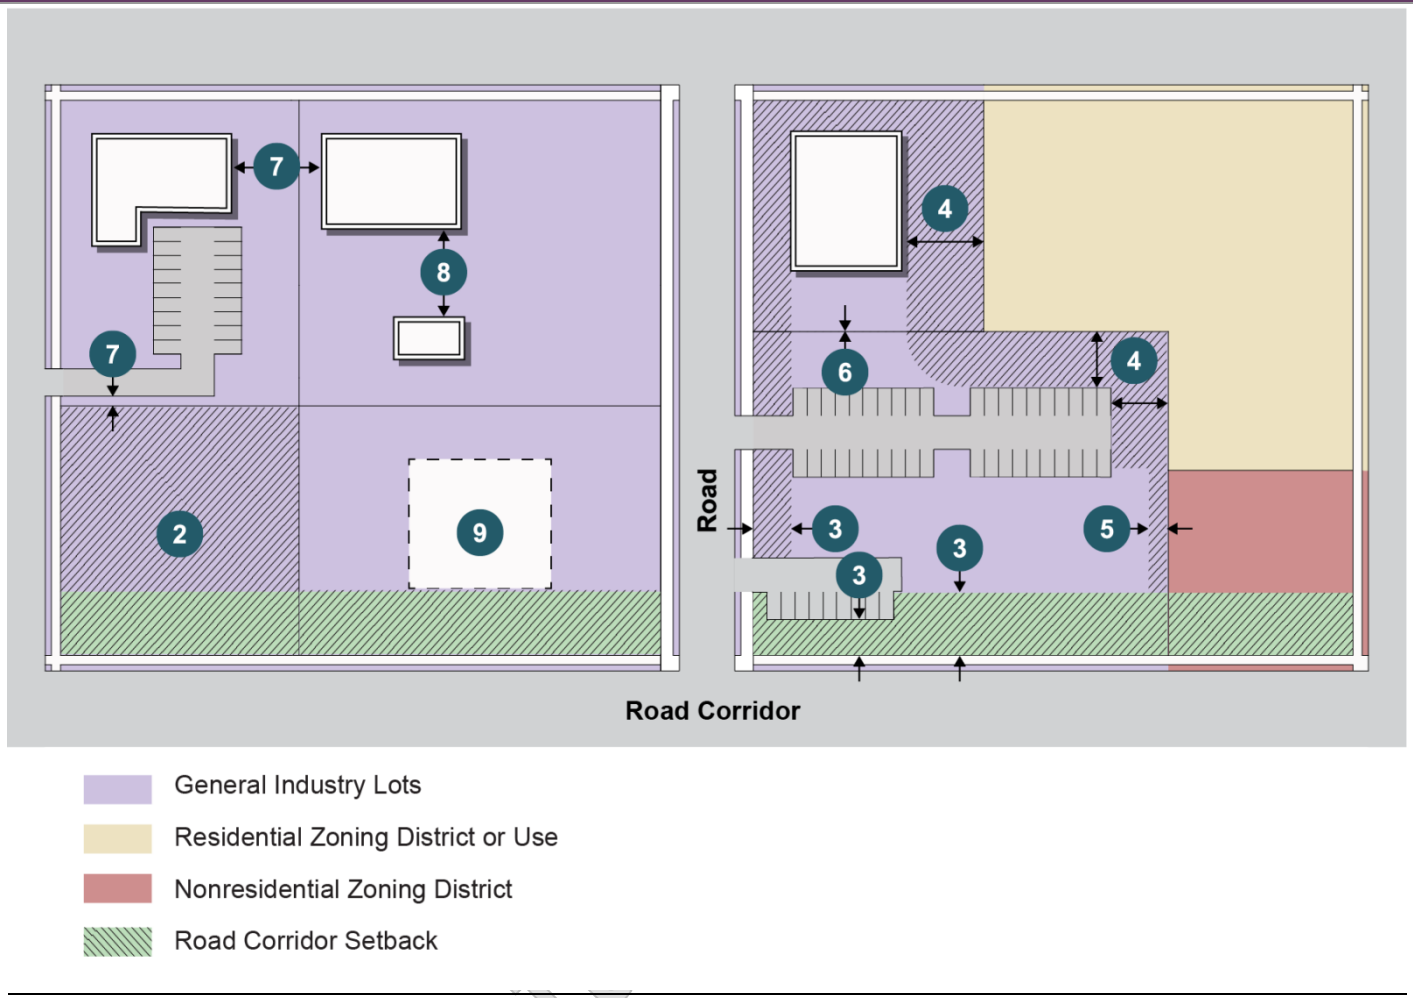 7
4
8
7
4
6
Road
2
9
3
5
3
3
Road Corridor
General Industry Lots
Residential Zoning District or Use
Nonresidential Zoning District
Road Corridor Setback